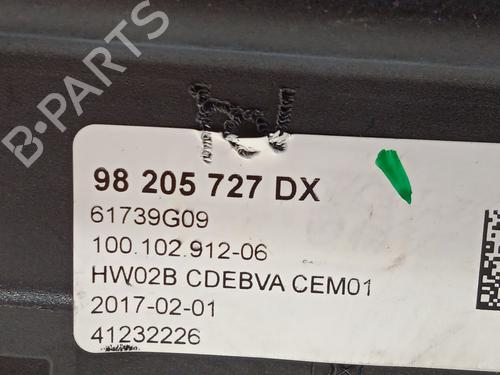 B-PARTS
98 205 727 DX
61739G09
100.102.912-06
HW02B CDEBVA CEM01
2017-02-01
41232226